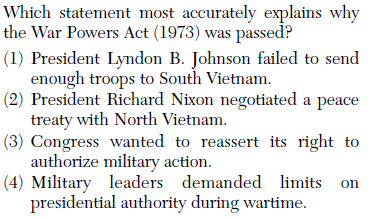 Which statement most accurately explains why
the War Powers Act (1973) was passed?
(1) President Lyndon B. Johnson failed to send
enough troops to South Vietnam.
(2) President Richard Nixon negotiated a peace
treaty with North Vietnam.
(3) Congress wanted to reassert its right to
authorize military action.
(4) Military leaders demanded limits on
presidential authority during wartime.